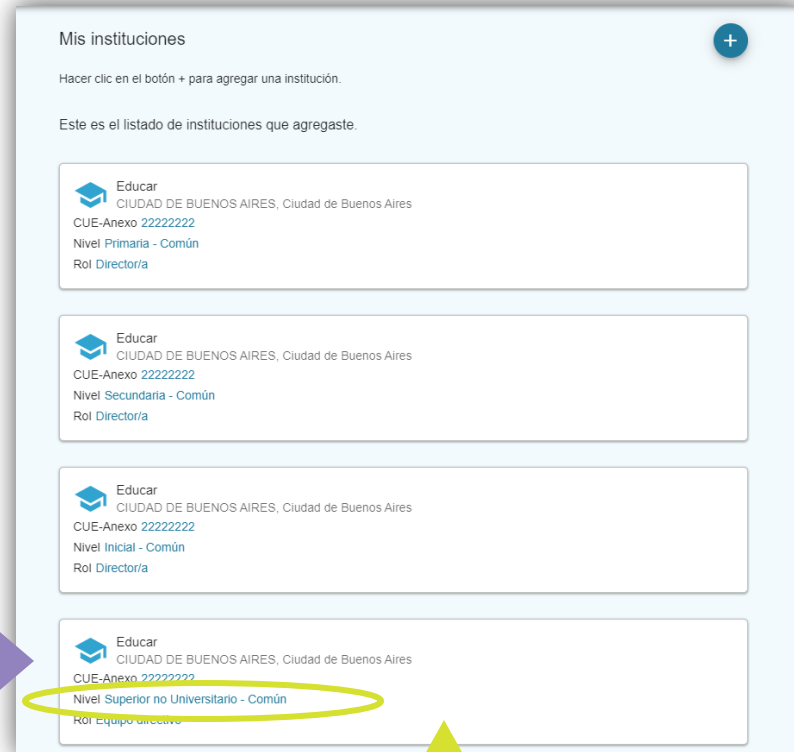 Mis instituciones
+
Hacer clic en el botón + para agregar una institución.
Este es el listado de instituciones que agregaste.
Educar
CIUDAD DE BUENOS AIRES, Ciudad de Buenos Aires
CUE-Anexo 22222222
Nivel Primaria - Común
Rol Director/a
Educar
CIUDAD DE BUENOS AIRES, Ciudad de Buenos Aires
CUE-Anexo 22222222
Nivel Secundaria - Común
Rol Director/a
Educar
CIUDAD DE BUENOS AIRES, Ciudad de Buenos Aires
CUE-Anexo 22222222
Nivel Inicial - Común
Rol Director/a
Educar
CIUDAD DE BUENOS AIRES, Ciudad de Buenos Aires
CUE-Anexo 22222222
Nivel Superior no Universitario - Común
Rol Equipo directivo